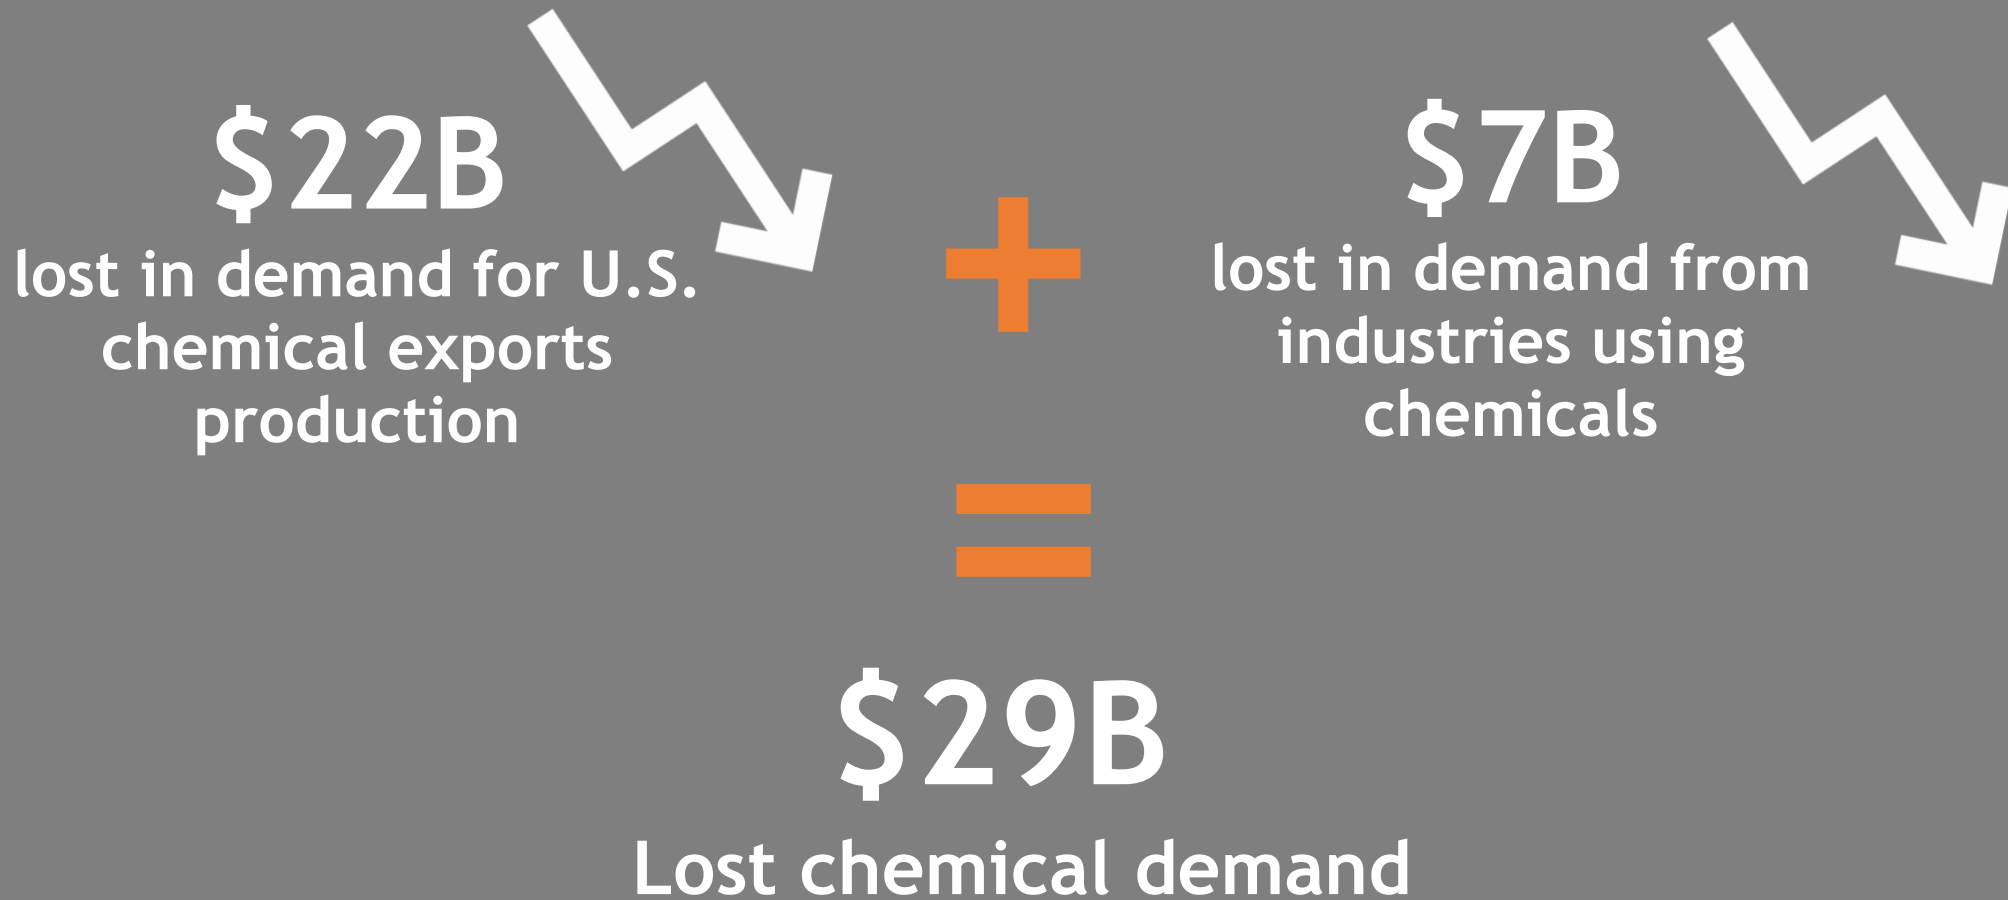 $22B
lost in demand for U.S.
chemical exports
production
+
$7B
lost in demand from
industries using
chemicals
=
$29B
Lost chemical demand